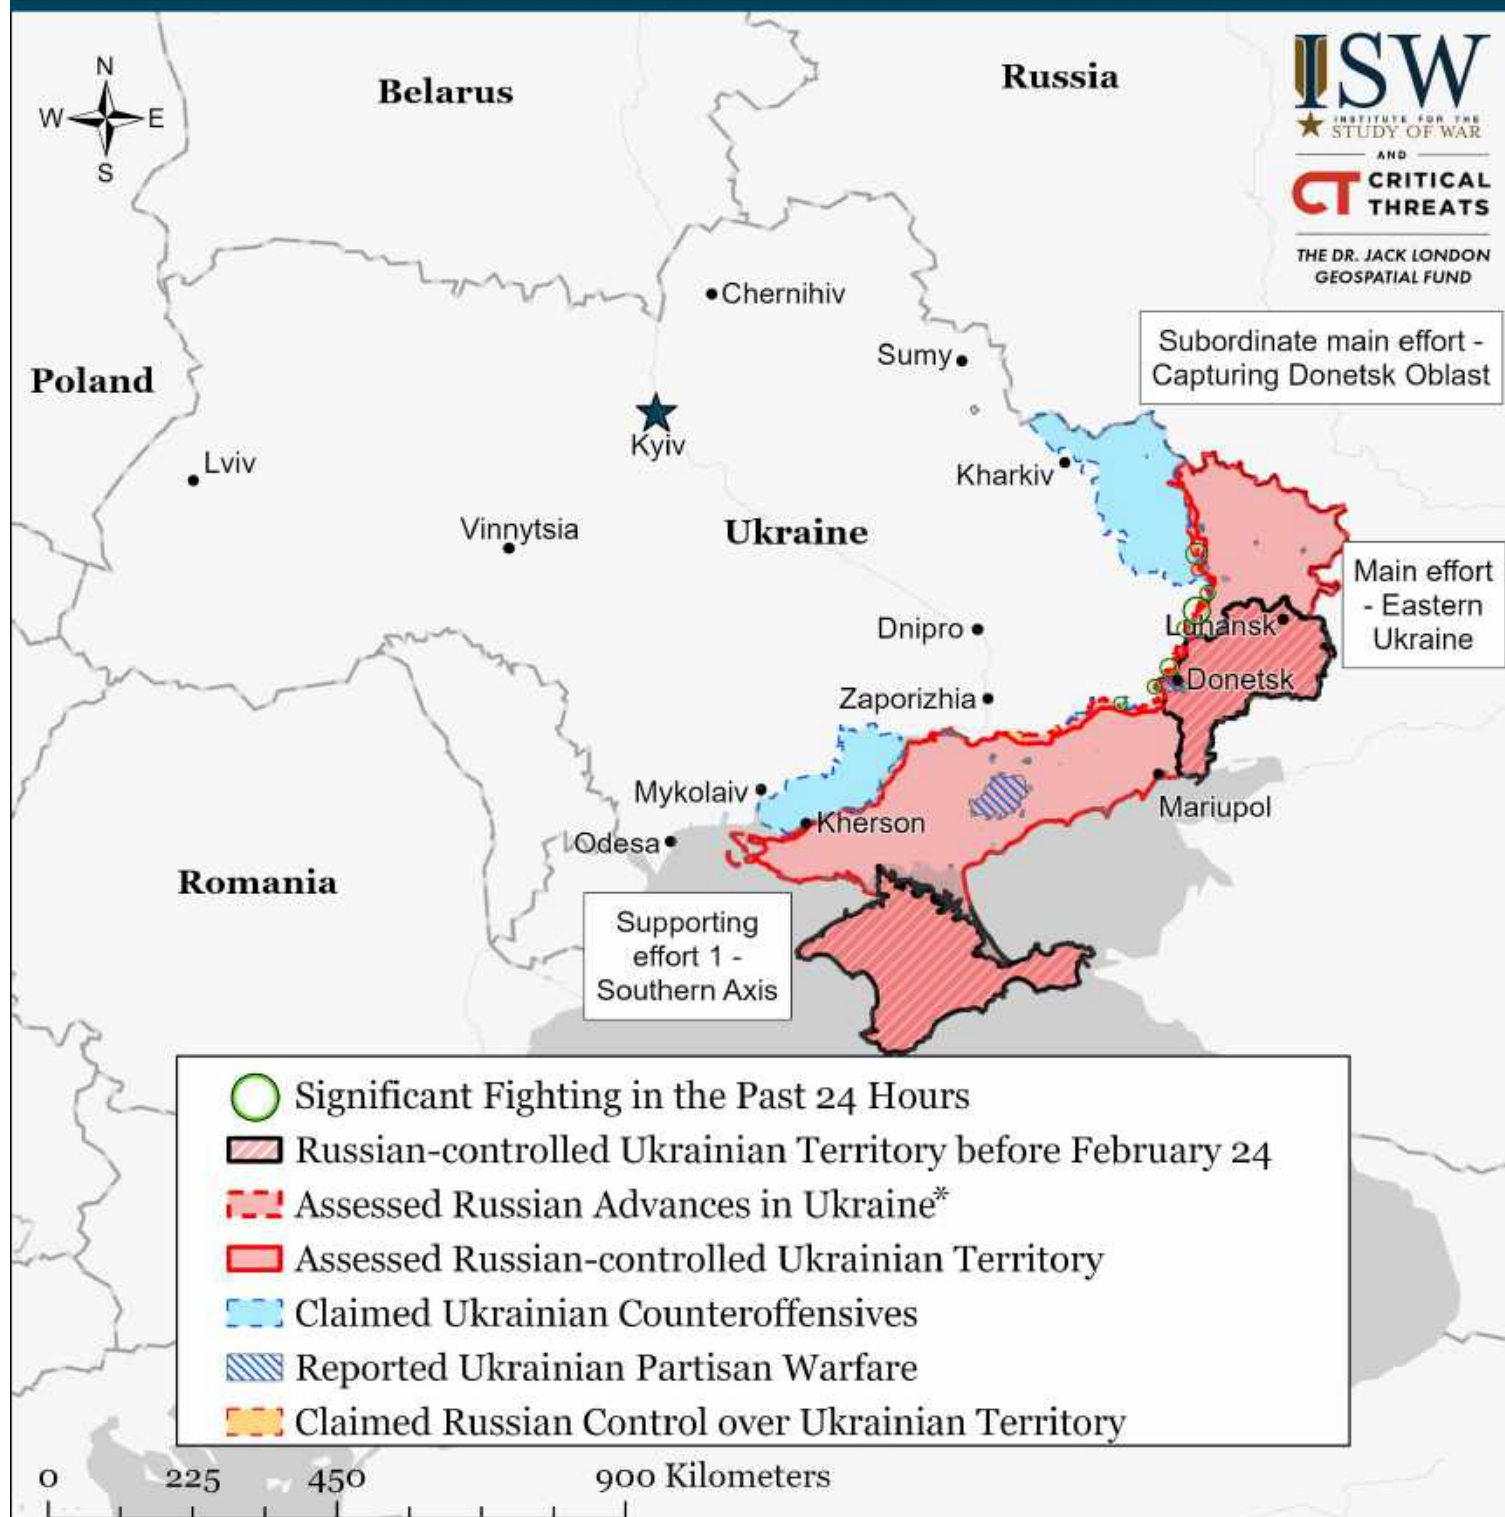 N
W
E
S
Belarus
Russia
ISW
INSTITUTE FOR THE
STUDY OF WAR
AND
CT CRITICAL
THREATS
THE DR. JACK LONDON
GEOSPATIAL FUND
Chernihiv
Subordinate main effort -
Capturing Donetsk Oblast
Sumy
Poland
Kyiv
Lviv
Kharkiv
Vinnytsia
Ukraine
Main effort
- Eastern
Ukraine
Dnipro
Luhansk
Donetsk
Zaporizhia
Mykolaiv
Mariupol
Kherson
Odesa
Romania
Supporting
effort 1 -
Southern Axis
Significant Fighting in the Past 24 Hours
Russian-controlled Ukrainian Territory before February 24
Assessed Russian Advances in Ukraine*
Assessed Russian-controlled Ukrainian Territory
Claimed Ukrainian Counteroffensives
Reported Ukrainian Partisan Warfare
Claimed Russian Control over Ukrainian Territory
0 225 450 900 Kilometers